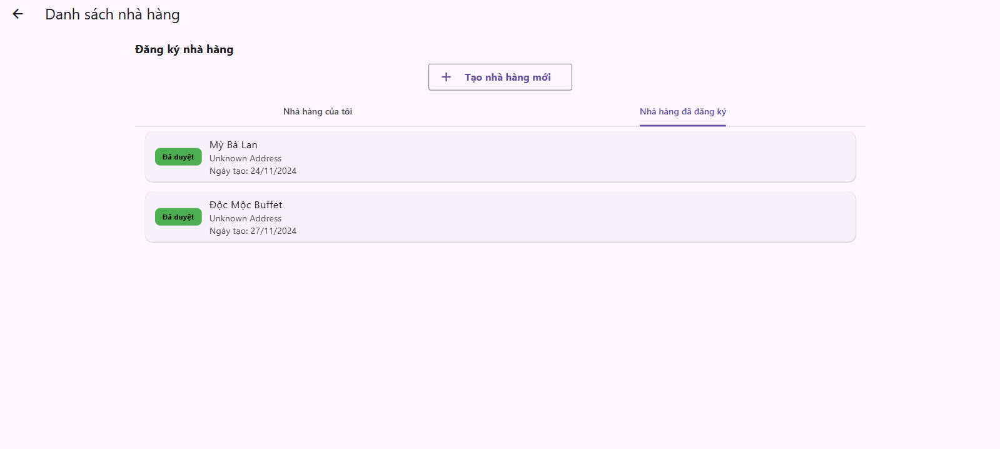 Danh sách nhà hàng
Đăng ký nhà hàng
Tạo nhà hàng mới
Nhà hàng của tôi
Nhà hàng đã đăng ký
Đã duyệt
Mỳ Bà Lan
Unknown Address
Ngày tạo: 24/11/2024
Đã duyệt
Độc Mộc Buffet
Unknown Address
Ngày tạo: 27/11/2024